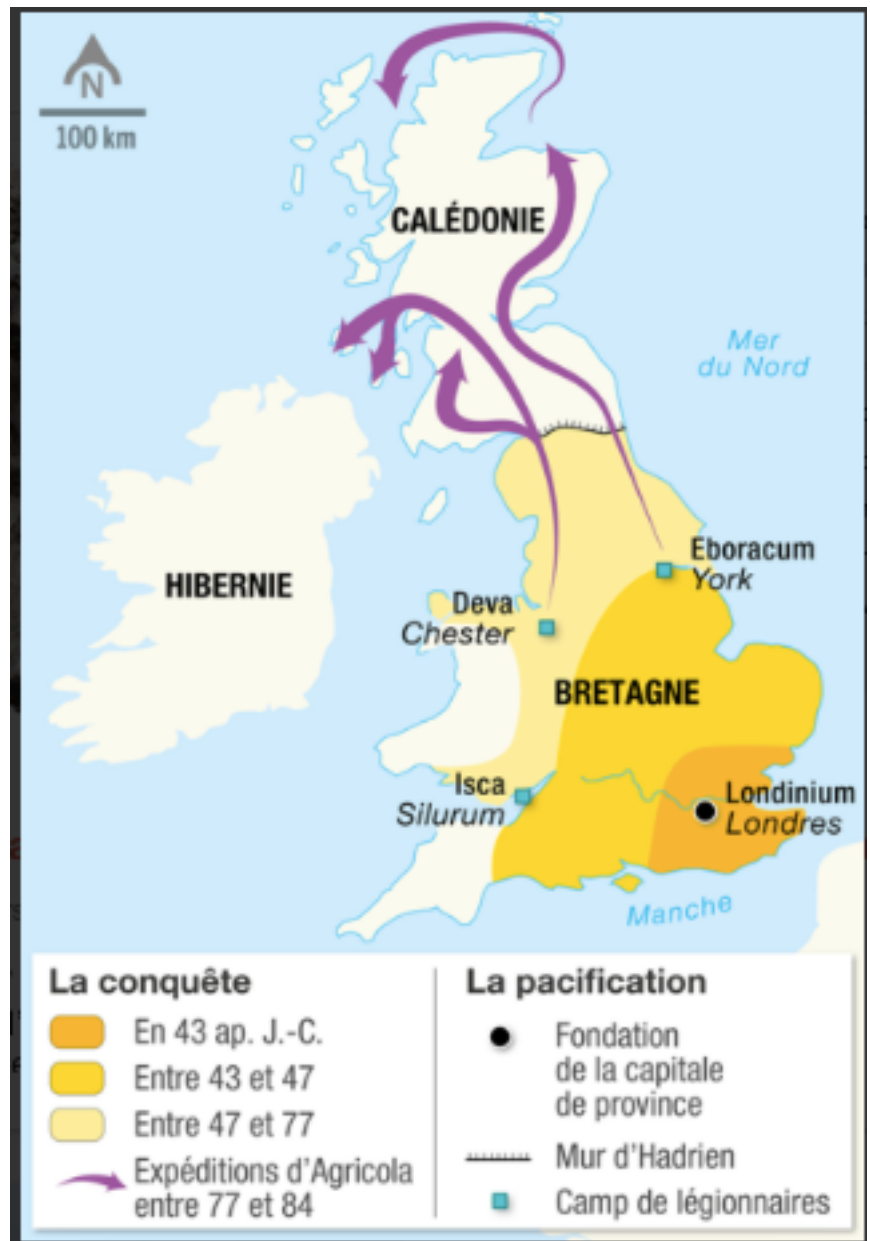 N
100 km
CALÉDONIE
Mer
du Nord
HIBERNIE
Eboracum
York
Deva
Chester
BRETAGNE
Isca
Silurum
Londinium
Londres
Manche
La conquête
En 43 ap. J.-C.
Entre 43 et 47
Entre 47 et 77
Expéditions d'Agricola
entre 77 et 84
La pacification
Fondation
de la capitale
de province
Mur d'Hadrien
Camp de légionnaires